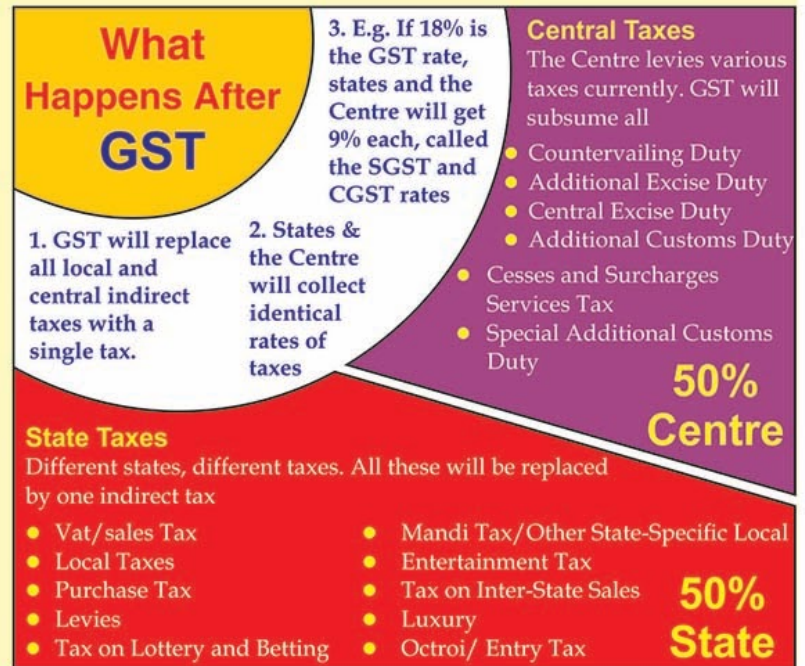 What
Happens After
GST
1. GST will replace
all local and
central indirect
taxes with a
single tax.
2. States &
the Centre
will collect
identical
rates of
taxes
3. E.g. If 18% is
the GST rate,
states and the
Centre will get
9% each, called
the SGST and
CGST rates
Central Taxes
The Centre levies various
taxes currently. GST will
subsume all
• Countervailing Duty
• Additional Excise Duty
• Central Excise Duty
• Additional Customs Duty
• Cesses and Surcharges
Services Tax
• Special Additional Customs
Duty
50%
Centre
State Taxes
Different states, different taxes. All these will be replaced
by one indirect tax
• Vat/sales Tax
• Local Taxes
• Purchase Tax
• Levies
• Tax on Lottery and Betting
• Mandi Tax/Other State-Specific Local
• Entertainment Tax
• Tax on Inter-State Sales
• Luxury
• Octroi/ Entry Tax
50%
State